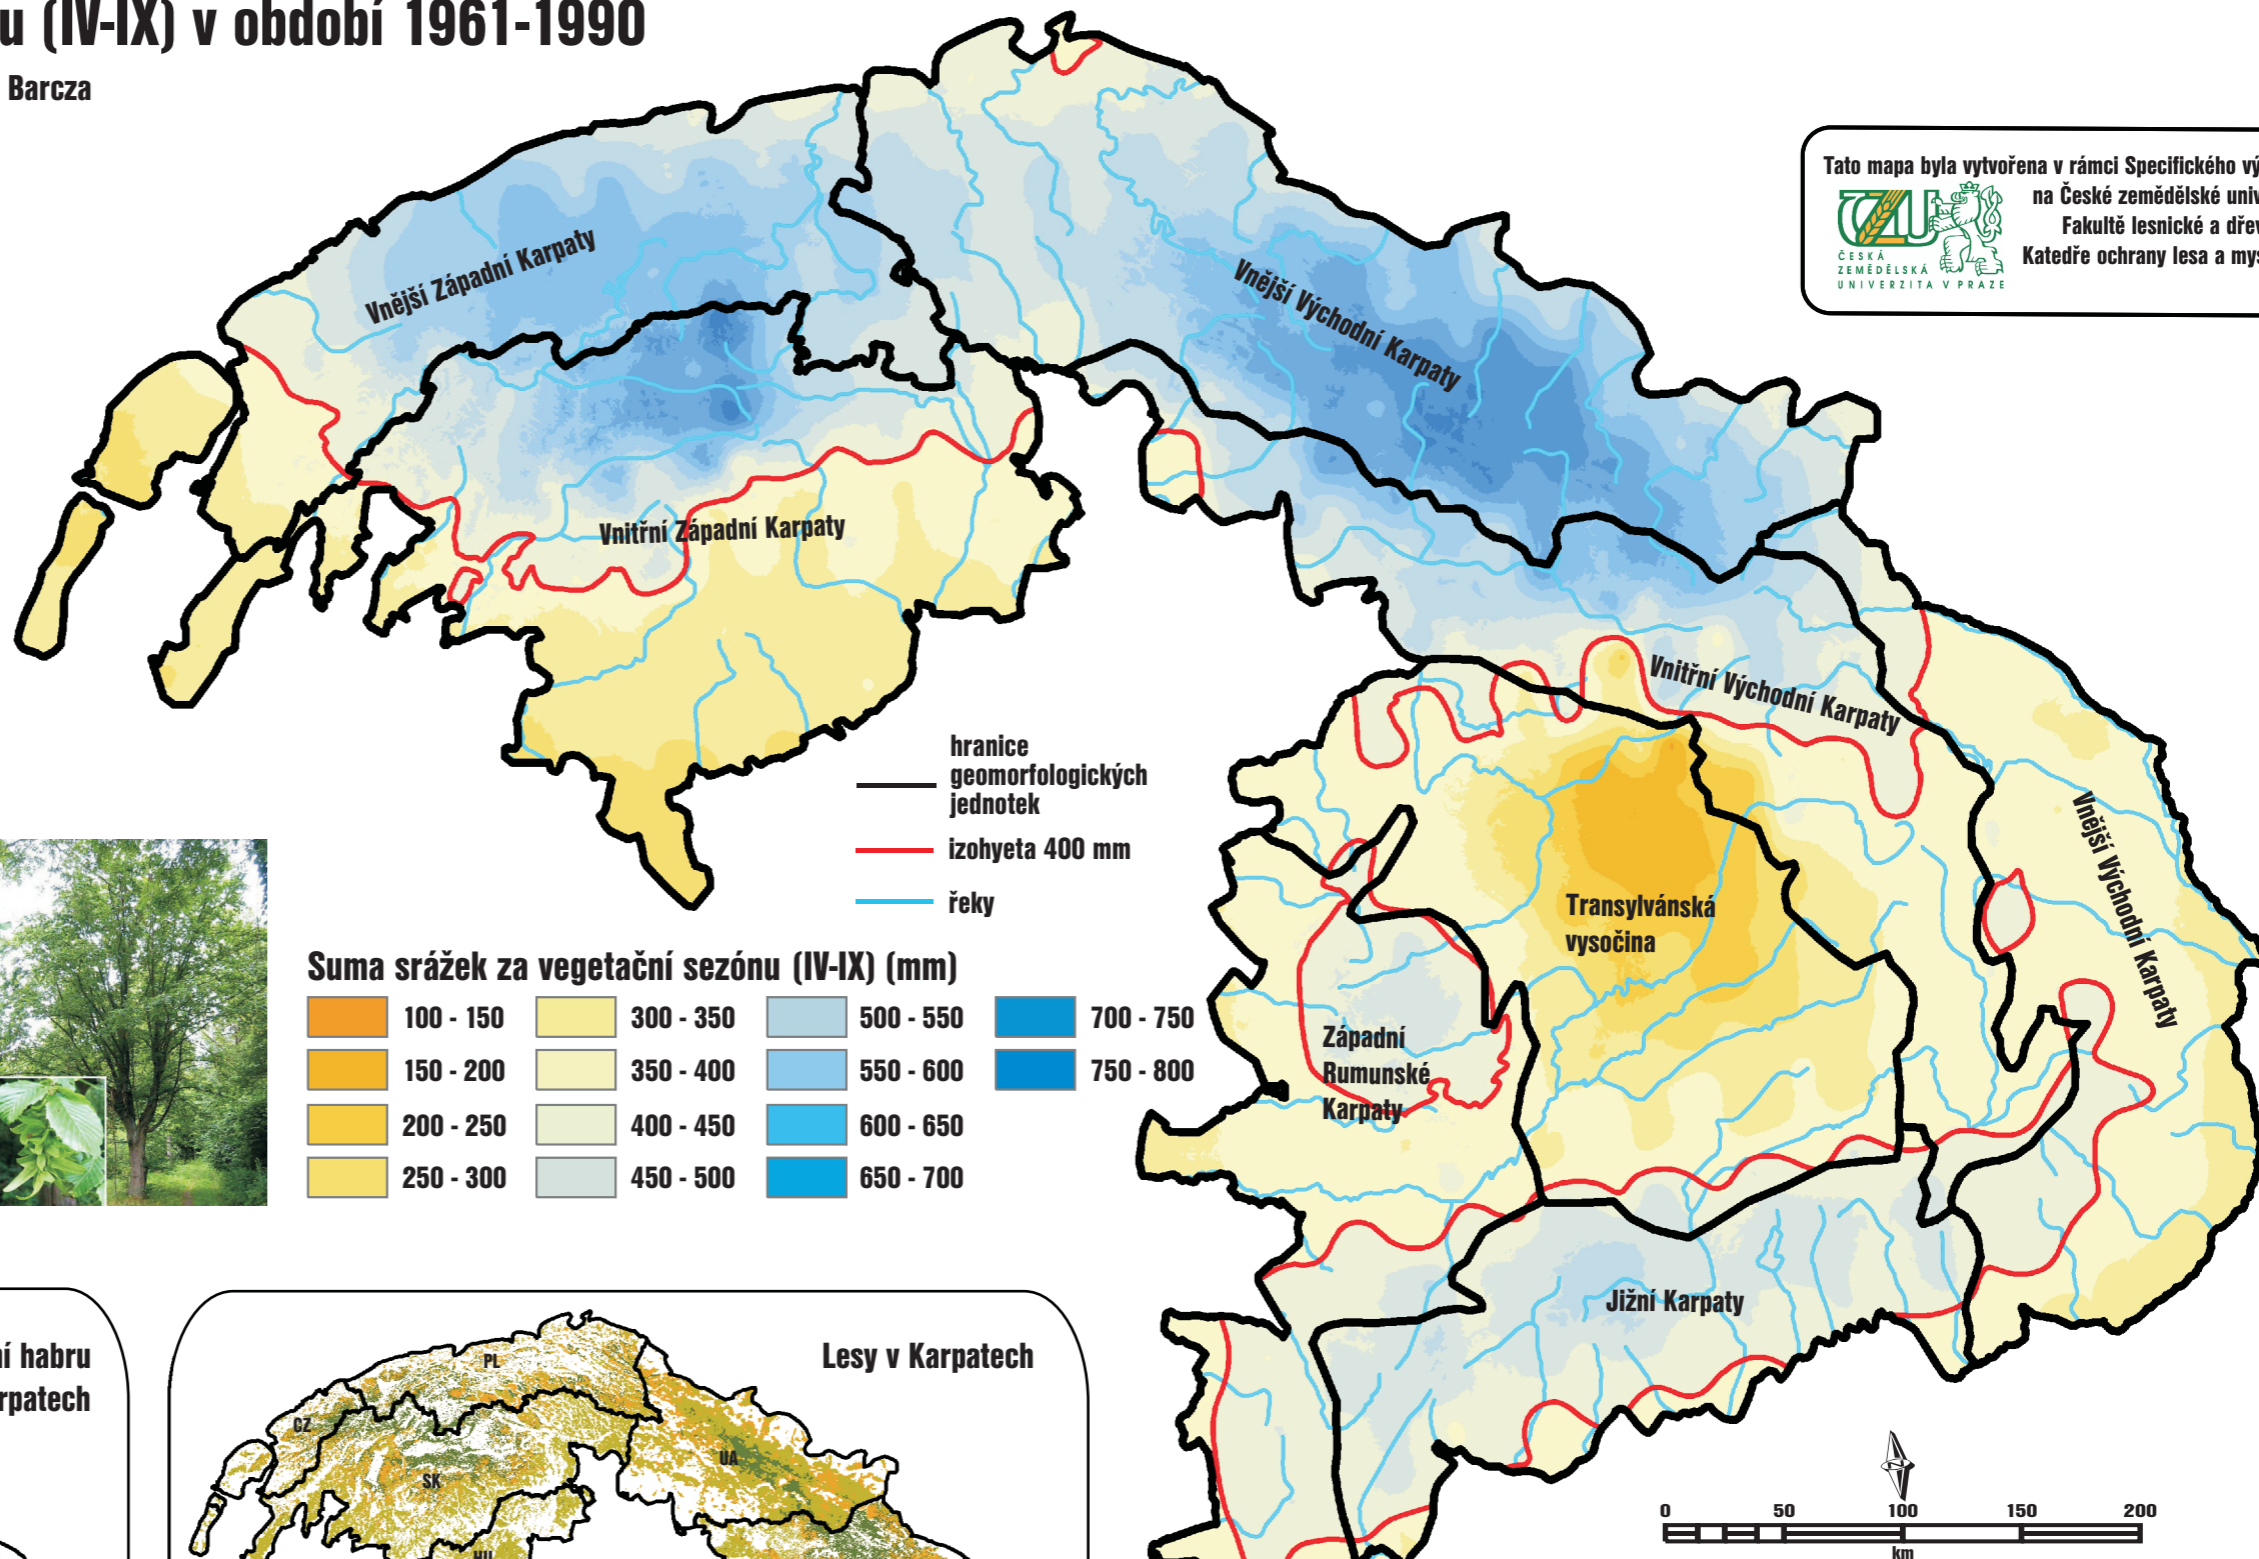 u (IV-IX) v období 1961-1990
Barcza
Tato mapa byla vytvořena v rámci Specifického vý
na České zemědělské univ
Fakultě lesnické a dřev
Katedře ochrany lesa a mys
ČZU
ČESKÁ
ZEMĚDĚLSKÁ
UNIVERZITA V PRAZE
Vnější Západní Karpaty
Vnější Východní Karpaty
Vnitřní Západní Karpaty
Vnitřní Východní Karpaty
Vnější Východní Karpaty
Transylvánská
vysočina
Západní
Rumunské
Karpaty
Jižní Karpaty
hranice
geomorfologických
jednotek
izohyeta 400 mm
řeky
Suma srážek za vegetační sezónu (IV-IX) (mm)
100 - 150
300 - 350
500 - 550
700 - 750
150 - 200
350 - 400
550 - 600
750 - 800
200 - 250
400 - 450
600 - 650
250 - 300
450 - 500
650 - 700
ní habru
rpatech
Lesy v Karpatech
PL
CZ
SK
UA
HU
0 50 100 150 200
km